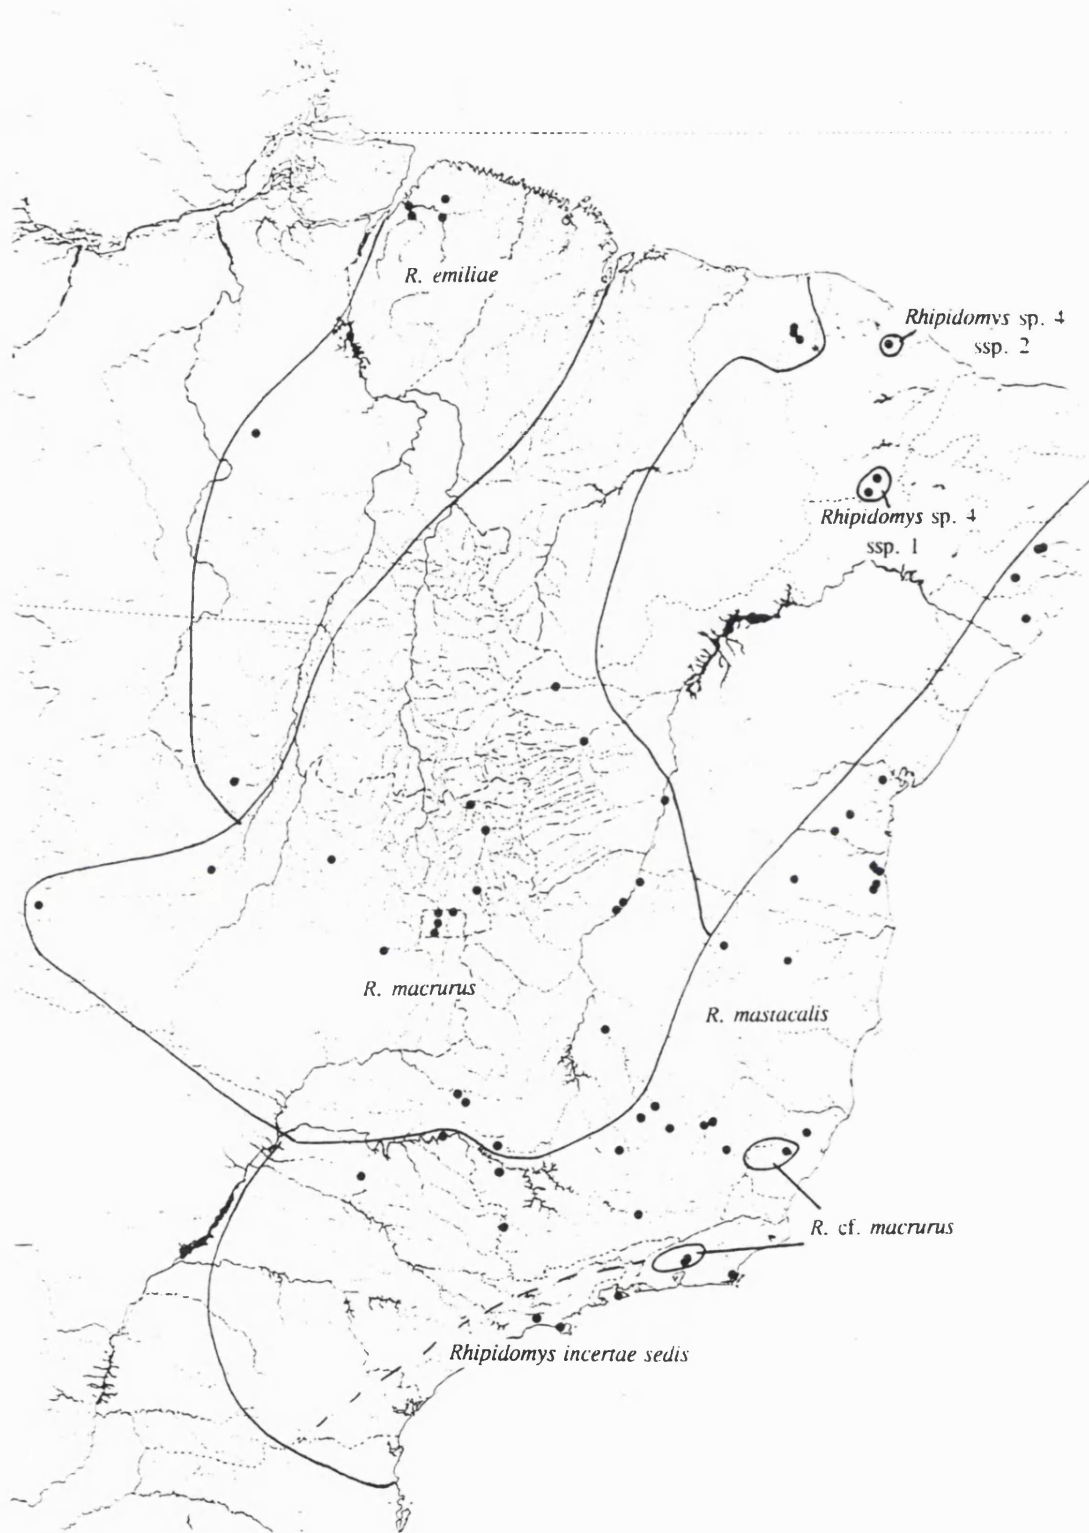 R. emiliae
Rhipidomys sp. 4
ssp. 2
Rhipidomys sp. 4
ssp. 1
R. macrurus
R. mastacalis
R. cf. macrurus
Rhipidomys incertae sedis